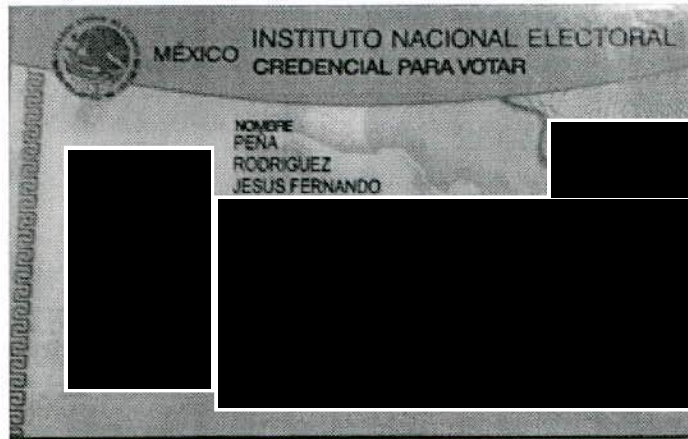 MÉXICO
INSTITUTO NACIONAL ELECTORAL
CREDENCIAL PARA VOTAR
NOMBRE
PEÑA
RODRIGUEZ
JESUS FERNANDO